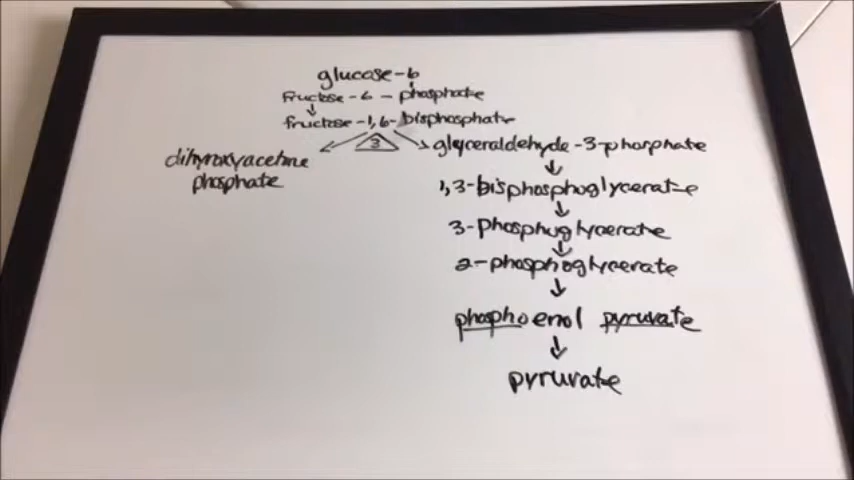 glucose-6
fructose-6-phosphate
fructose-1,6-bisphosphate
3
glyceraldehyde-3-phosphate
dihyroxyacetone
phosphate
1,3-bisphosphoglycerate
3-phosphoglycerate
2-phosphoglycerate
phosphoenol pyruvate
pyruvate